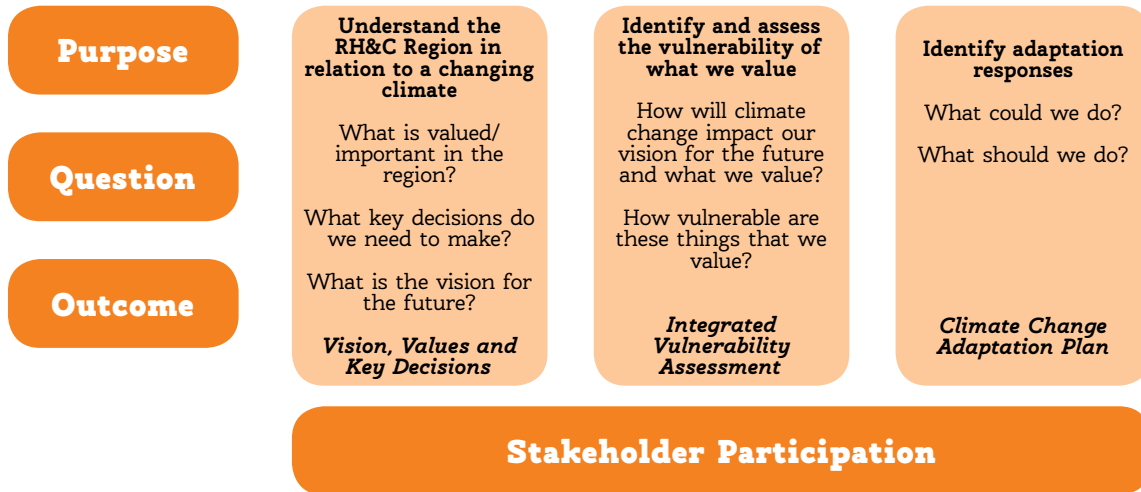 Purpose
Question
Outcome
Understand the
RH&C Region in
relation to a changing
climate
What is valued/
important in the
region?
What key decisions do
we need to make?
What is the vision for
the future?
Vision, Values and
Key Decisions
Identify and assess
the vulnerability of
what we value
How will climate
change impact our
vision for the future
and what we value?
How vulnerable are
these things that we
value?
Integrated
Vulnerability
Assessment
Identify adaptation
responses
What could we do?
What should we do?
Climate Change
Adaptation Plan
Stakeholder Participation